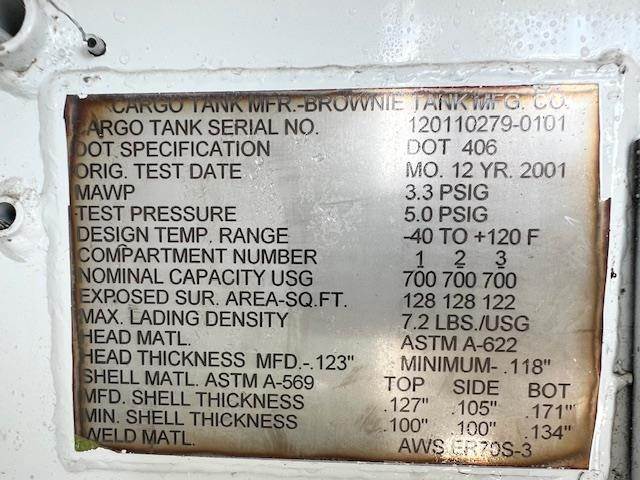 CARGO TANK MFR.-BROWNIE TANK MFG. CO.
CARGO TANK SERIAL NO. 120110279-0101
DOT SPECIFICATION DOT 406
ORIG. TEST DATE MO. 12 YR. 2001
MAWP 3.3 PSIG
TEST PRESSURE 5.0 PSIG
DESIGN TEMP. RANGE -40 TO +120 F
COMPARTMENT NUMBER 1 2 3
NOMINAL CAPACITY USG 700 700 700
EXPOSED SUR. AREA-SQ.FT. 128 128 122
MAX. LADING DENSITY 7.2 LBS./USG
HEAD MATL. ASTM A-622
HEAD THICKNESS MFD.-.123" MINIMUM- .118"
SHELL MATL. ASTM A-569 TOP SIDE BOT
MFD. SHELL THICKNESS .127" .105" .171"
MIN. SHELL THICKNESS .100" .100" .134"
WELD MATL. AWS ER70S-3